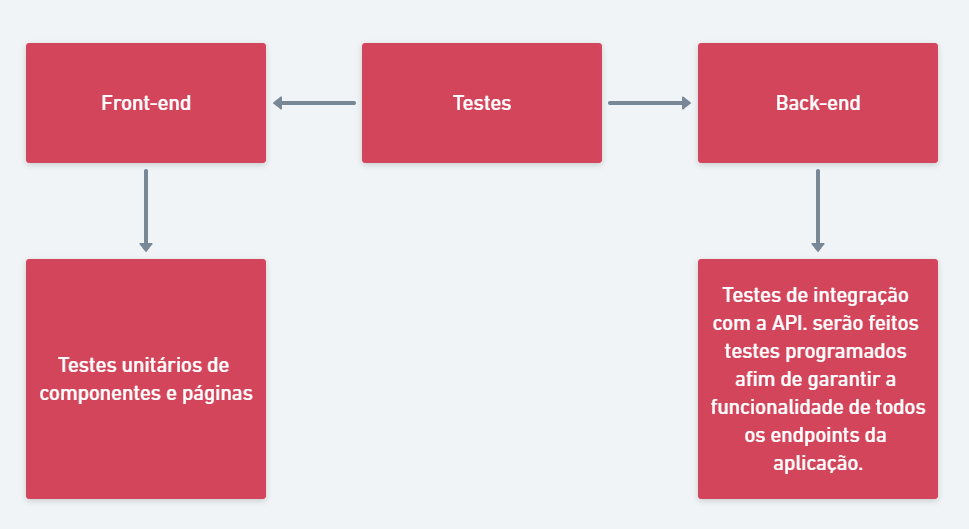 Front-end
Testes
Back-end
Testes unitários de
componentes e páginas
Testes de integração
com a API. serão feitos
testes programados
afim de garantir a
funcionalidade de todos
os endpoints da
aplicação.